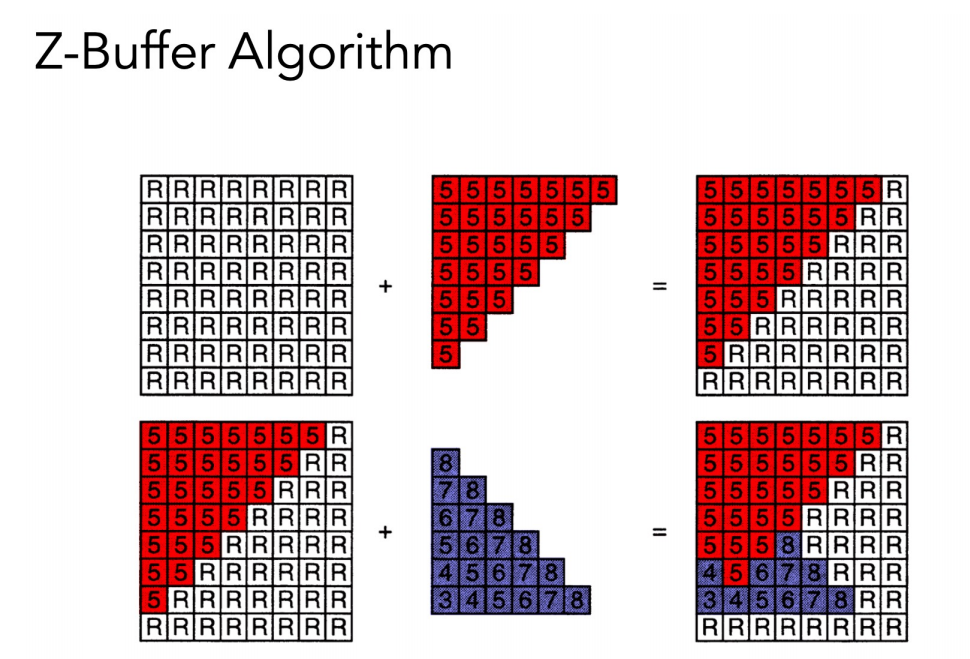 Z-Buffer Algorithm
R R R R R R R R
R R R R R R R R
R R R R R R R R
R R R R R R R R
R R R R R R R R
R R R R R R R R
R R R R R R R R
R R R R R R R R
+
5 5 5 5 5 5 5
5 5 5 5 5 5
5 5 5 5 5
5 5 5 5
5 5 5
5 5
5
=
5 5 5 5 5 5 5 R
5 5 5 5 5 5 R R
5 5 5 5 5 R R R
5 5 5 5 R R R R
5 5 5 R R R R R
5 5 R R R R R R
5 R R R R R R R
R R R R R R R R
5 5 5 5 5 5 5 R
5 5 5 5 5 5 R R
5 5 5 5 5 R R R
5 5 5 5 R R R R
5 5 5 R R R R R
5 5 R R R R R R
5 R R R R R R R
R R R R R R R R
+
8
7 8
6 7 8
5 6 7 8
4 5 6 7 8
3 4 5 6 7 8
=
5 5 5 5 5 5 5 R
5 5 5 5 5 5 R R
5 5 5 5 5 R R R
5 5 5 5 R R R R
5 5 5 8 R R R R
4 5 6 7 8 R R R
3 4 5 6 7 8 R R
R R R R R R R R